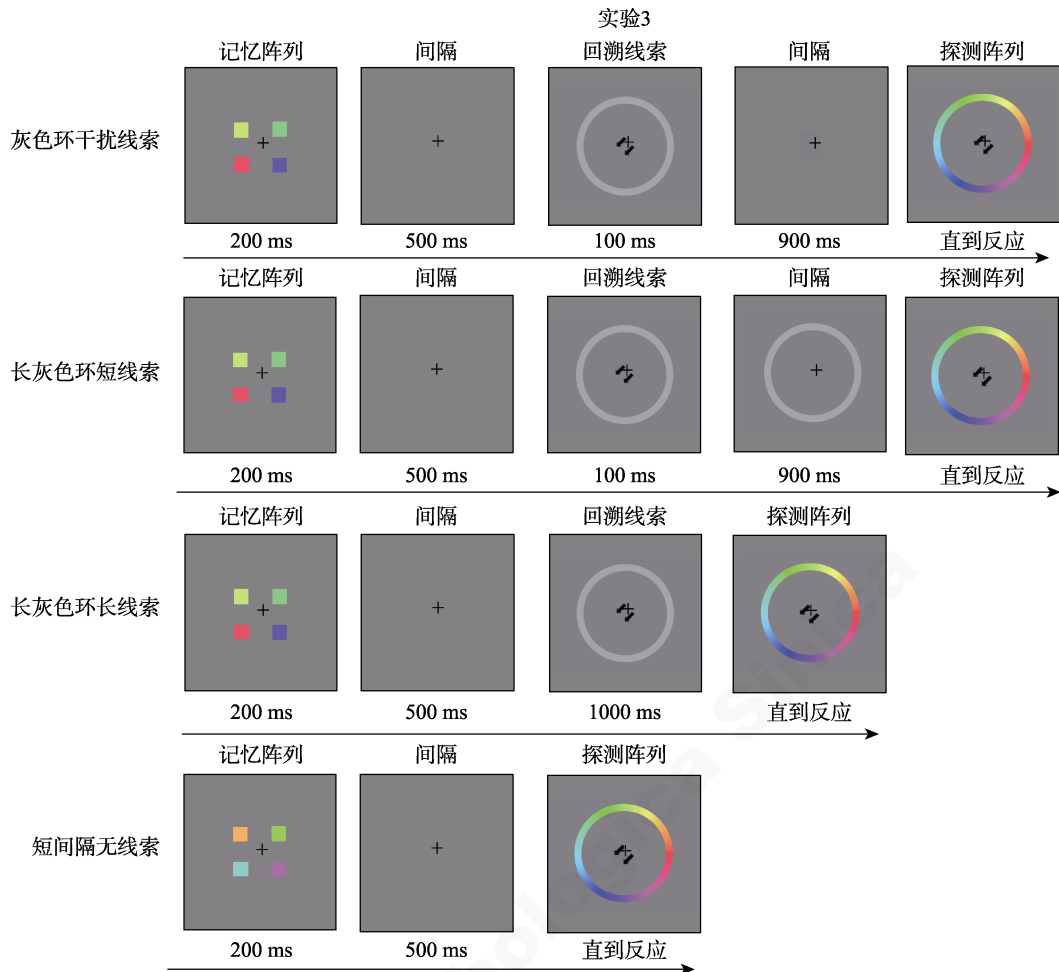 实验3
记忆阵列 间隔 回溯线索 间隔 探测阵列
灰色环干扰线索
200 ms 500 ms 100 ms 900 ms 直到反应
记忆阵列 间隔 回溯线索 间隔 探测阵列
长灰色环短线索
200 ms 500 ms 100 ms 900 ms 直到反应
记忆阵列 间隔 回溯线索 探测阵列
长灰色环长线索
200 ms 500 ms 1000 ms 直到反应
记忆阵列 间隔 探测阵列
短间隔无线索
200 ms 500 ms 直到反应